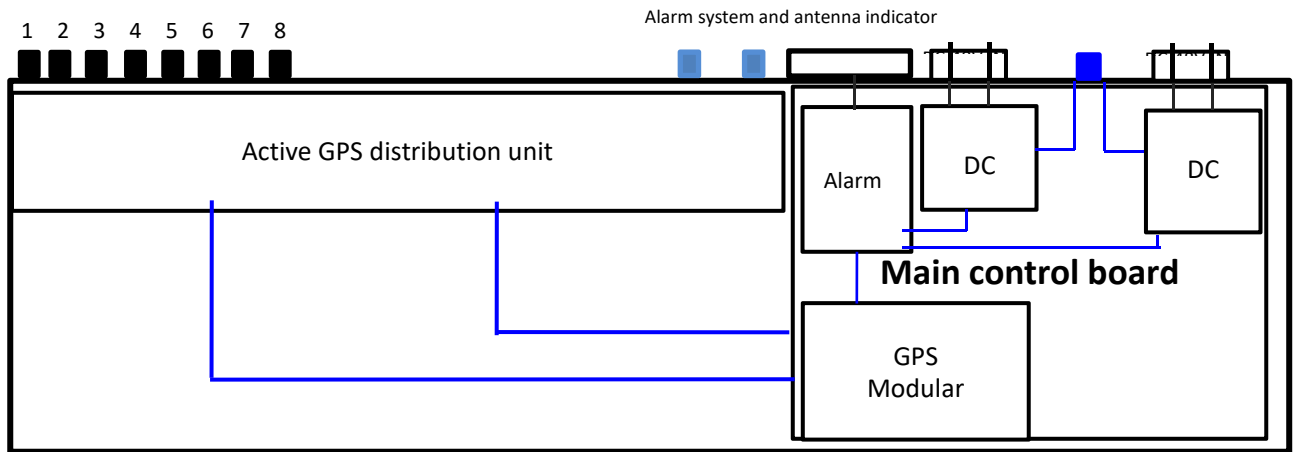 Alarm system and antenna indicator
1 2 3 4 5 6 7 8
Active GPS distribution unit
Alarm
DC
DC
Main control board
GPS
Modular